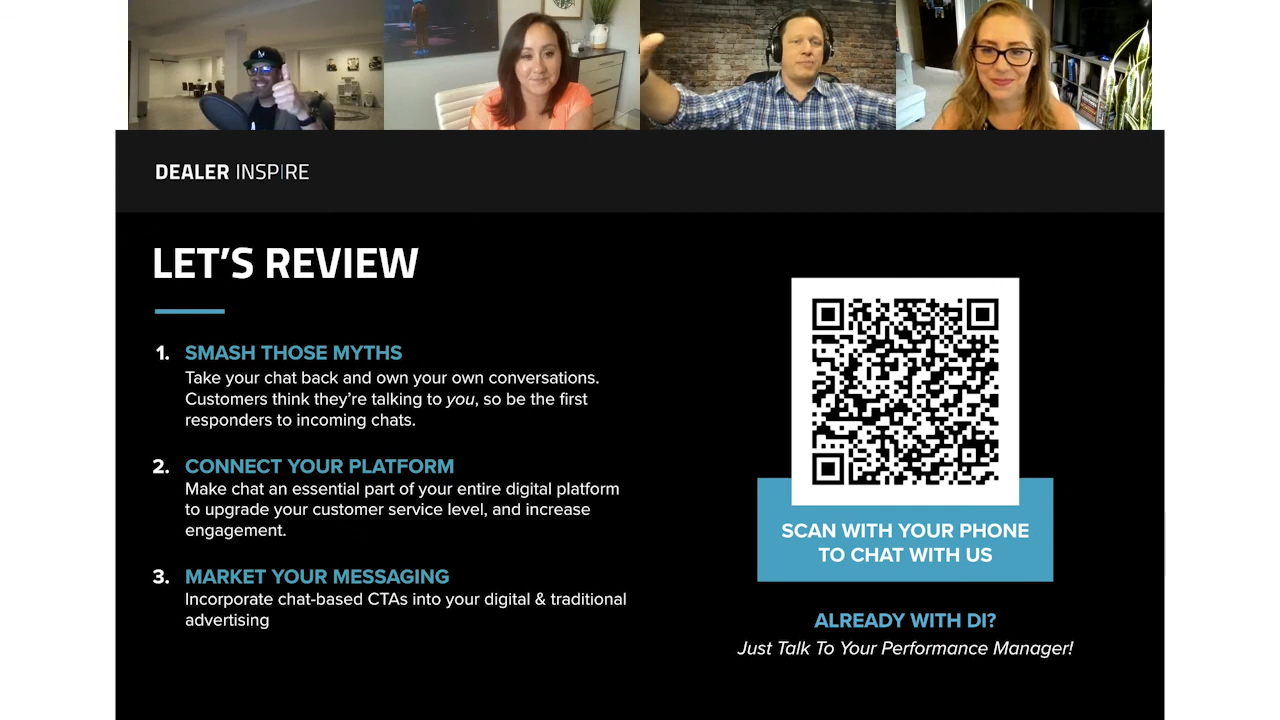 DEALER INSPIRE
LET'S REVIEW
1. SMASH THOSE MYTHS
Take your chat back and own your own conversations.
Customers think they're talking to you, so be the first
responders to incoming chats.
2. CONNECT YOUR PLATFORM
Make chat an essential part of your entire digital platform
to upgrade your customer service level, and increase
engagement.
3. MARKET YOUR MESSAGING
Incorporate chat-based CTAs into your digital & traditional
advertising
SCAN WITH YOUR PHONE
TO CHAT WITH US
ALREADY WITH DI?
Just Talk To Your Performance Manager!